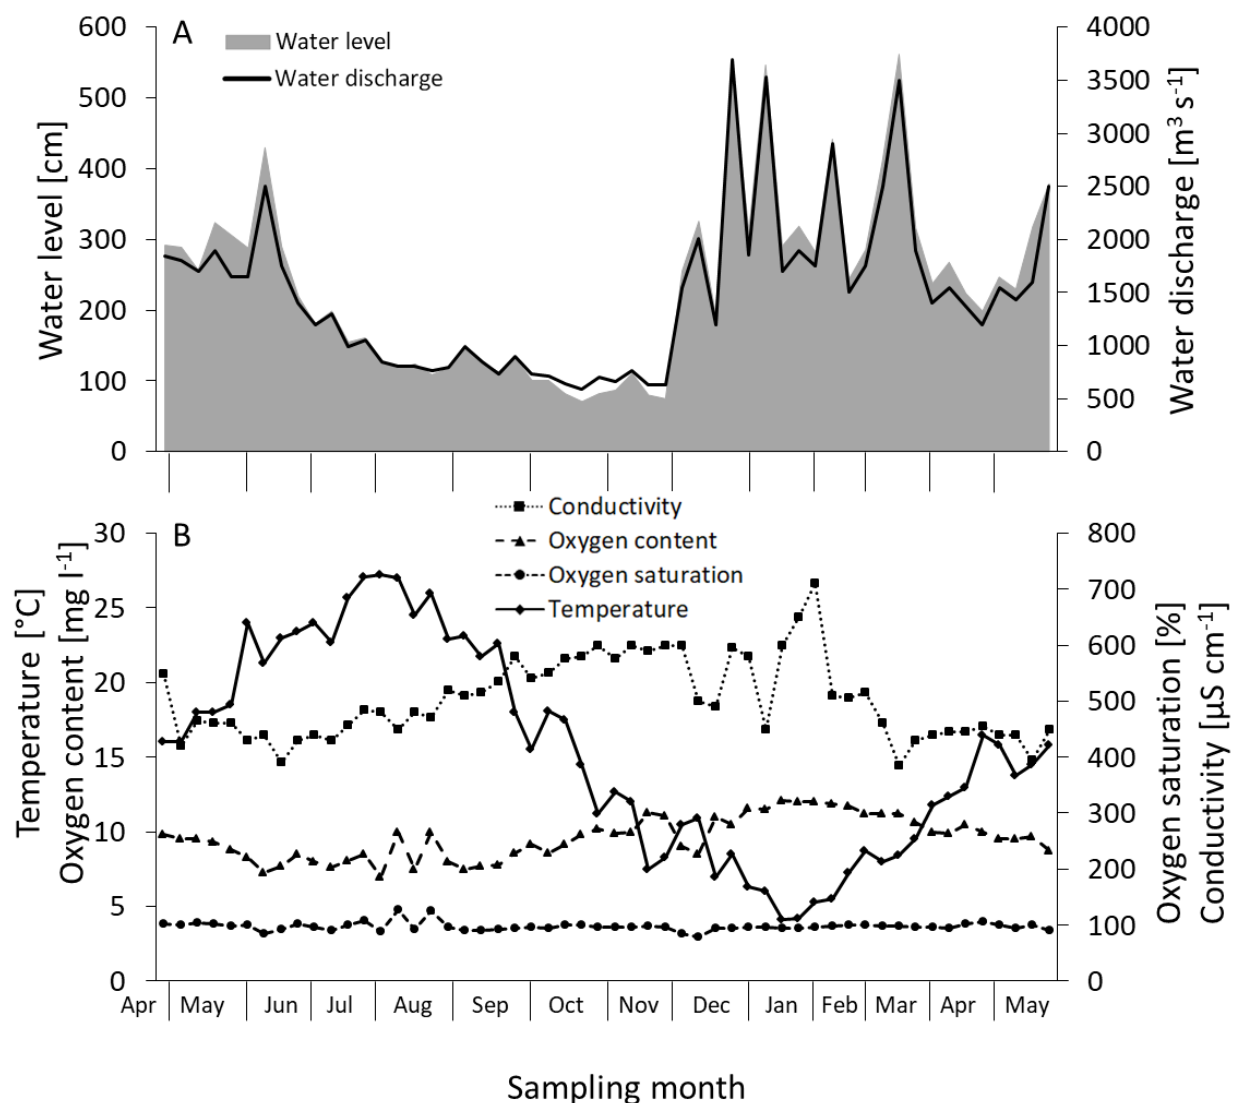 A
Water level
Water discharge
600
500
400
300
200
100
0
Water level [cm]
4000
3500
3000
2500
2000
1500
1000
500
0
Water discharge [m³ s⁻¹]
B
Conductivity
Oxygen content
Oxygen saturation
Temperature
30
25
20
15
10
5
0
Temperature [°C]
Oxygen content [mg l⁻¹]
800
700
600
500
400
300
200
100
0
Oxygen saturation [%]
Conductivity [µS cm⁻¹]
Apr May Jun Jul Aug Sep Oct Nov Dec Jan Feb Mar Apr May
Sampling month